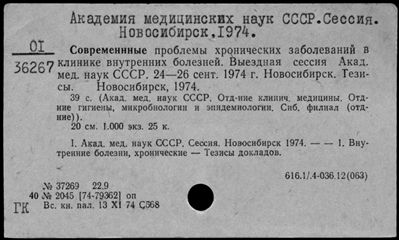 Академия медицинских наук СССР.Сессия.
Новосибирск,1974.
01
36267
Современнные проблемы хронических заболеваний в
клинике внутренних болезней. Выездная сессия Акад.
мед. наук СССР. 24—26 сент. 1974 г. Новосибирск. Тези-
сы. Новосибирск, 1974.
39 с. (Акад. мед. наук СССР. Отд-ние клинич. медицины. Отд-
ние гигиены, микробиологии и эпидемиологии. Сиб. филиал (отд-
ние)).
20 см. 1.000 экз. 25 к.
1. Акад. мед. наук СССР. Сессия. Новосибирск 1974. — — 1. Внут-
ренние болезни, хронические — Тезисы докладов.
616.1/.4-036.12(063)
№ 37269 22.9
40 № 2045 [74-79362] оп
ГК Вс. кн. пал. 13 XI 74 С568